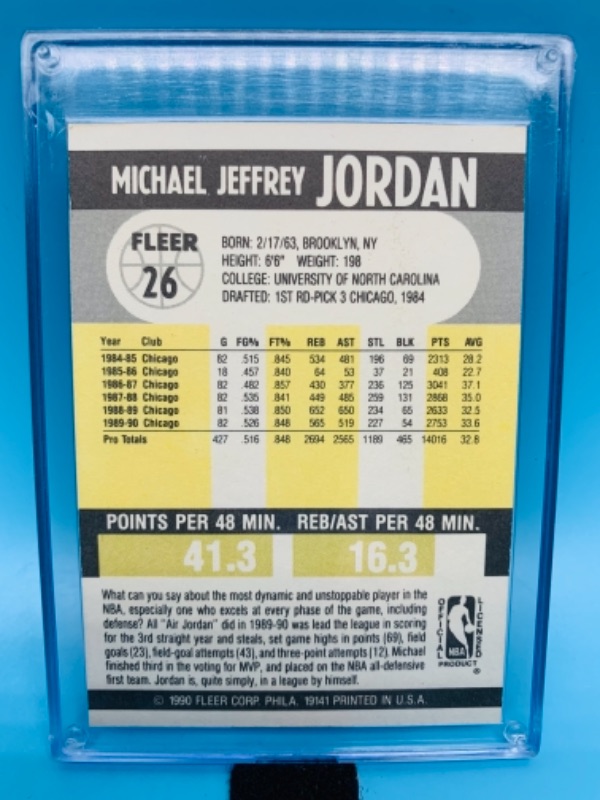 MICHAEL JEFFREY JORDAN
FLEER
26
BORN: 2/17/63, BROOKLYN, NY
HEIGHT: 6'6" WEIGHT: 198
COLLEGE: UNIVERSITY OF NORTH CAROLINA
DRAFTED: 1ST RD-PICK 3 CHICAGO, 1984
Year Club G FG% FT% REB AST STL BLK PTS AVG
1984-85 Chicago 82 .515 .845 534 481 196 69 2313 28.2
1985-86 Chicago 18 .457 .840 64 53 37 21 408 22.7
1986-87 Chicago 82 .482 .857 430 377 236 125 3041 37.1
1987-88 Chicago 82 .535 .841 449 485 259 131 2868 35.0
1988-89 Chicago 81 .538 .850 652 650 234 65 2633 32.5
1989-90 Chicago 82 .526 .848 565 519 227 54 2753 33.6
Pro Totals 427 .516 .848 2694 2565 1189 465 14016 32.8
POINTS PER 48 MIN. REB/AST PER 48 MIN.
41.3 16.3
What can you say about the most dynamic and unstoppable player in the
NBA, especially one who excels at every phase of the game, including
defense? All "Air Jordan" did in 1989-90 was lead the league in scoring
for the 3rd straight year and steals, set game highs in points (69), field
goals (23), field-goal attempts (43), and three-point attempts (12). Michael
finished third in the voting for MVP, and placed on the NBA all-defensive
first team. Jordan is, quite simply, in a league by himself.
OFFICIAL
LICENSED
NBA
PRODUCT ®
© 1990 FLEER CORP. PHILA. 19141 PRINTED IN U.S.A.